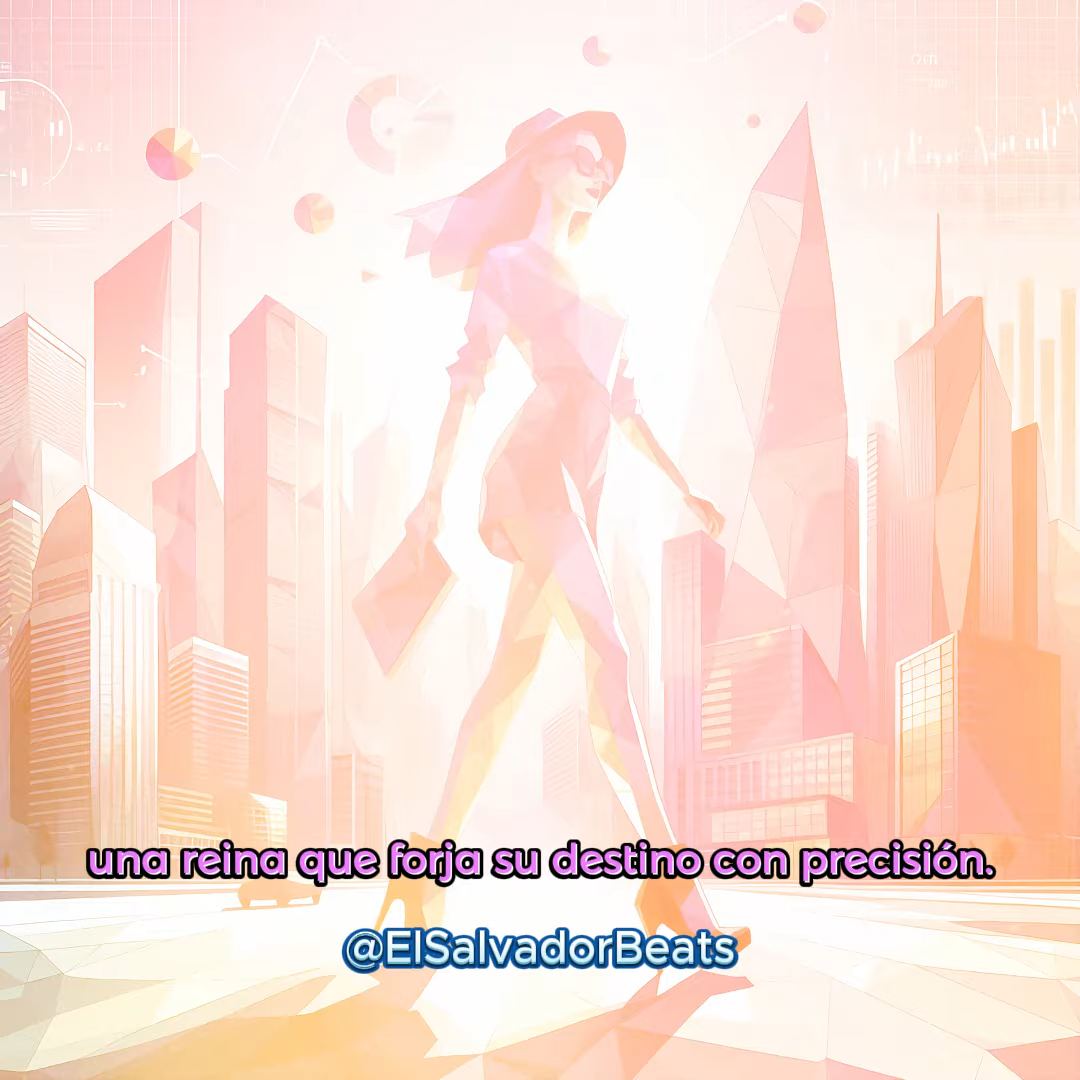 una reina que forja su destino con precisión.
@ElSalvadorBeats